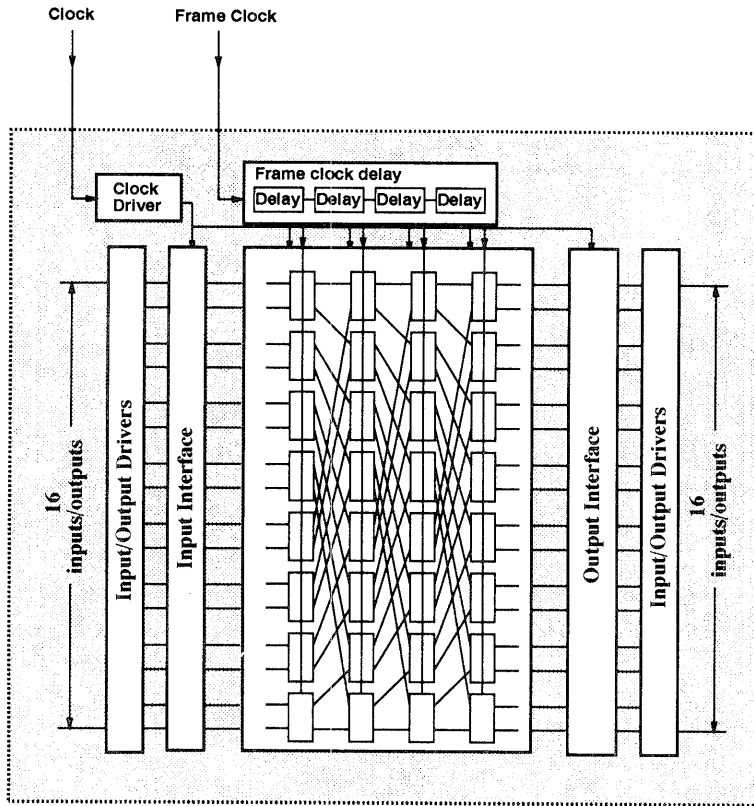 Clock
Frame Clock
Frame clock delay
Delay
Delay
Delay
Delay
Clock
Driver
16
inputs/outputs
Input/Output Drivers
Input Interface
Output Interface
Input/Output Drivers
16
inputs/outputs